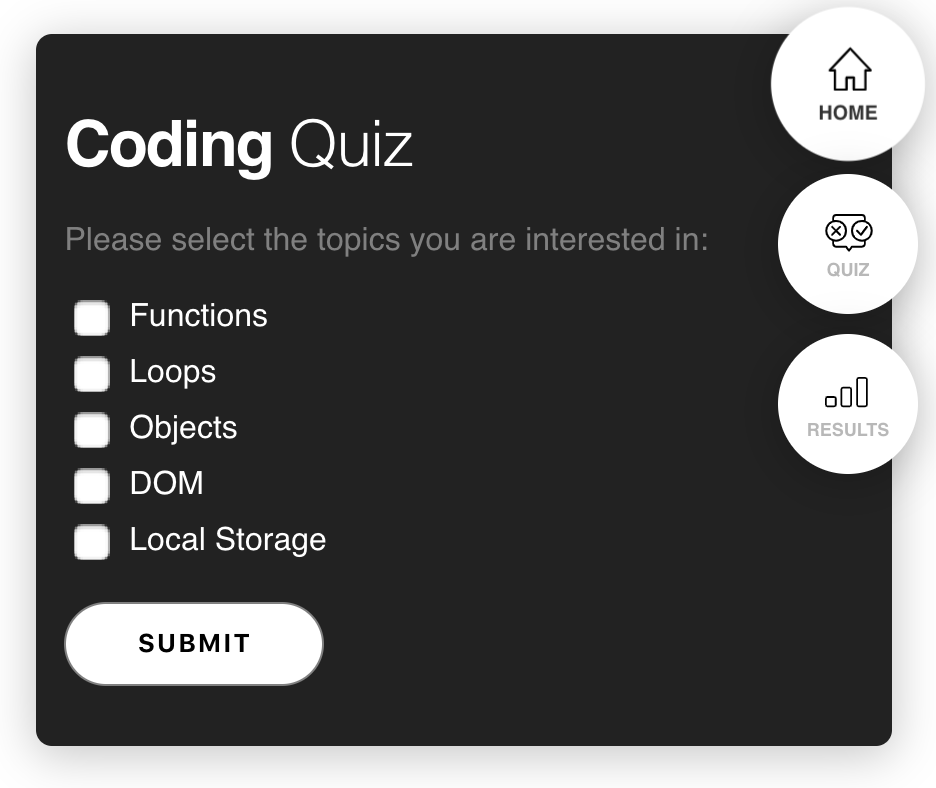 Coding Quiz
Please select the topics you are interested in:
Functions
Loops
Objects
DOM
Local Storage
SUBMIT
HOME
QUIZ
RESULTS